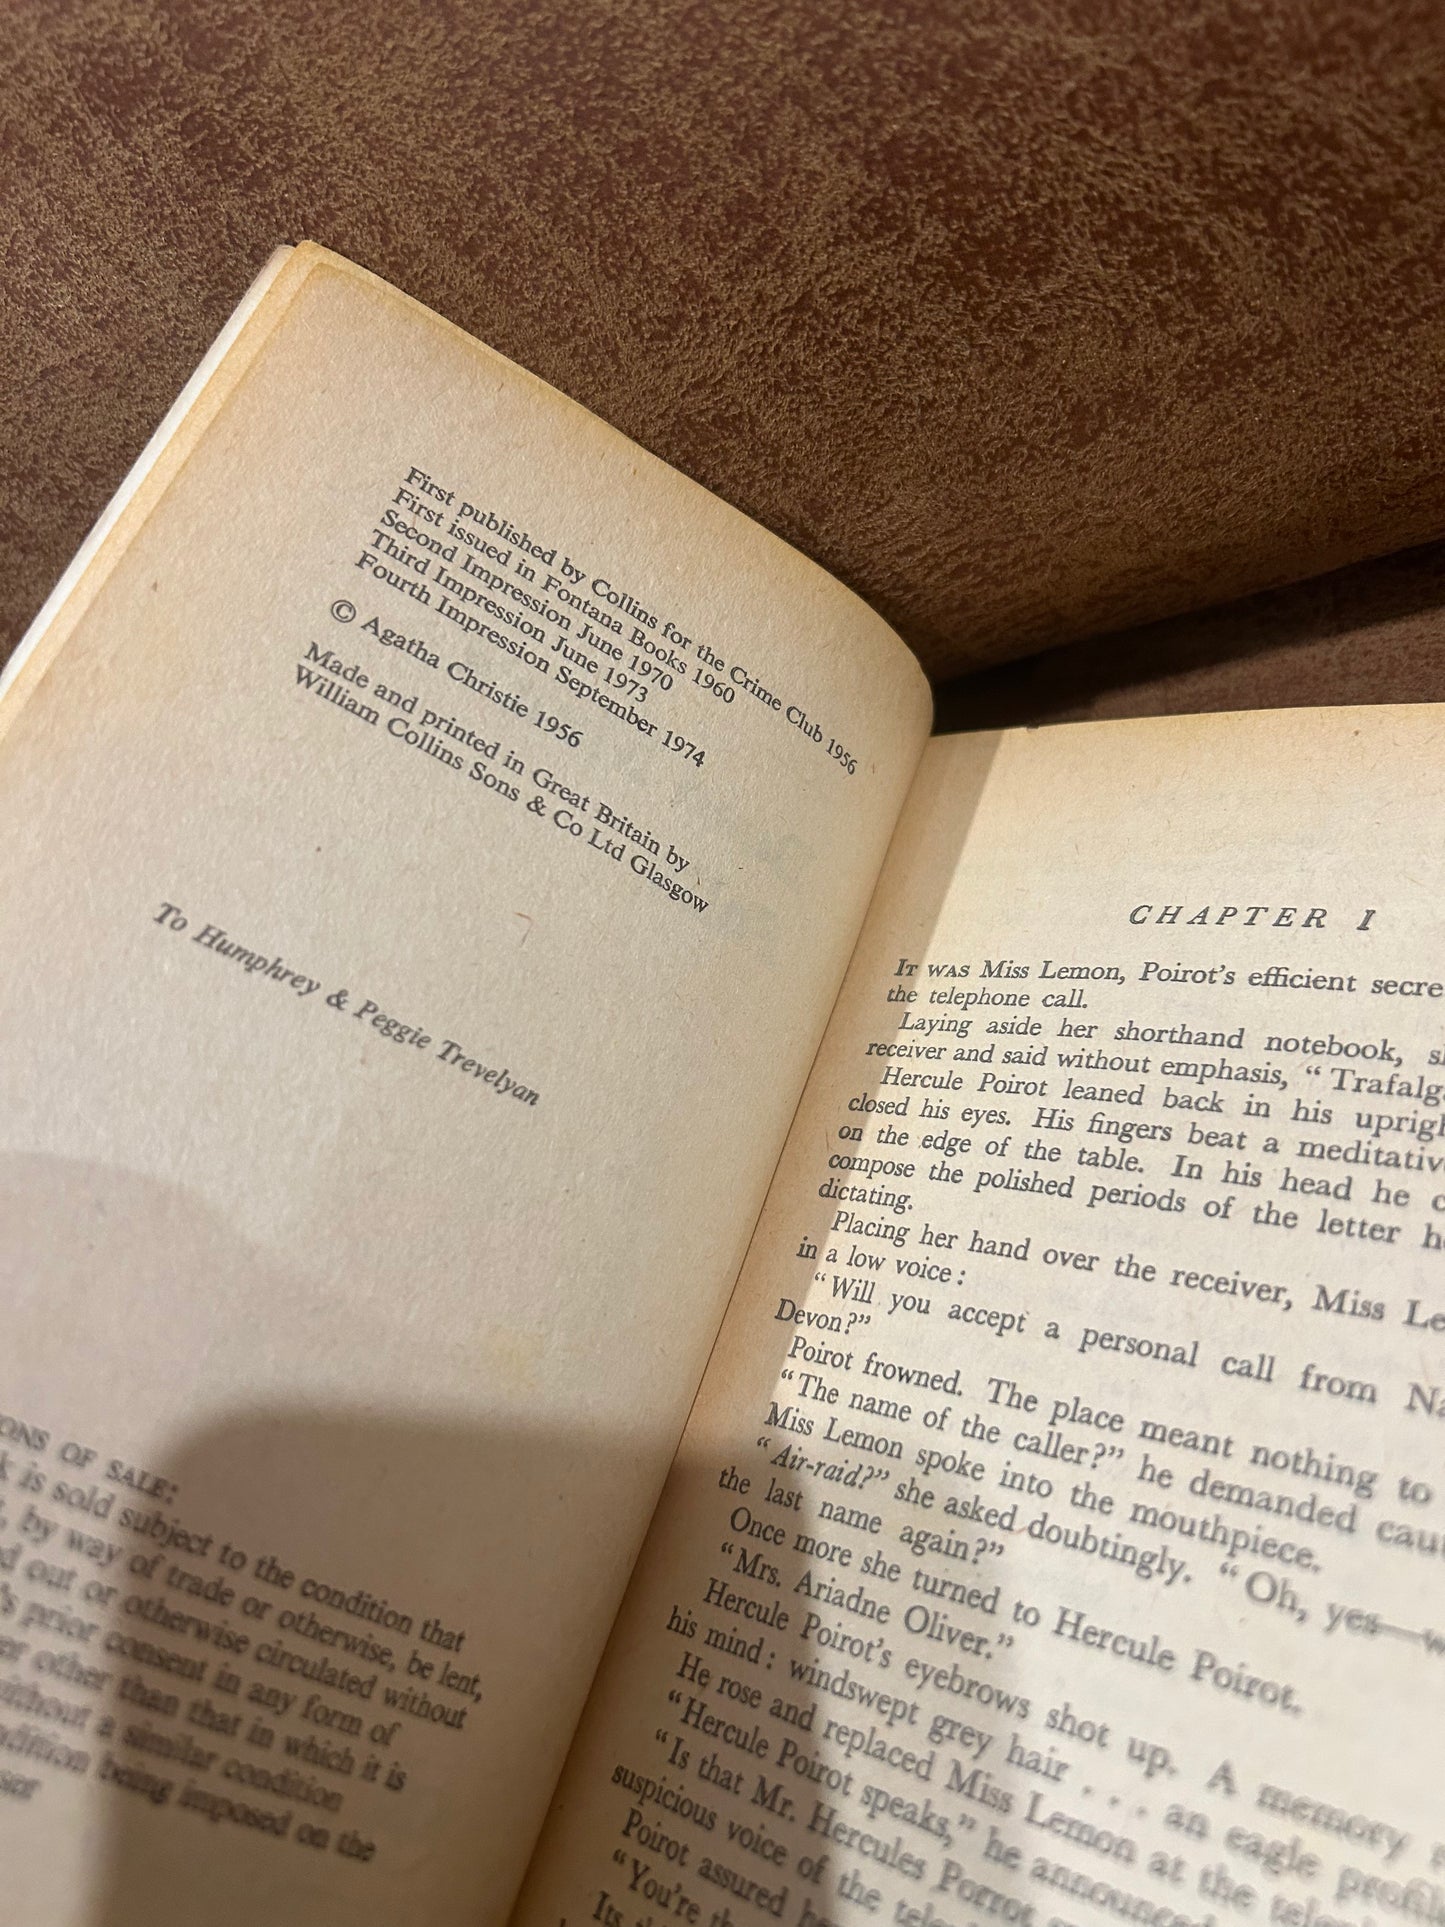 First published by Collins for the Crime Club 1956
First issued in Fontana Books 1960
Second Impression June 1970
Third Impression June 1973
Fourth Impression September 1974
© Agatha Christie 1956
Made and printed in Great Britain by
William Collins Sons & Co Ltd Glasgow
To Humphrey & Peggie Trevelyan
OF SALE:
is sold subject to the condition that
by way of trade or otherwise, be lent,
out or otherwise circulated without
prior consent in any form of
other than that in which it is
without a similar condition
being imposed on the
CHAPTER I
IT WAS Miss Lemon, Poirot's efficient
the telephone call.
Laying aside her shorthand notebook,
receiver and said without emphasis, "
Hercule Poirot leaned back in his
closed his eyes. His fingers beat a
on the edge of the table. In his head he
compose the polished periods of the letter
dictating.
Placing her hand over the receiver, Miss
in a low voice:
"Will you accept a personal call from
Devon?"
Poirot frowned. The place meant nothing to
"The name of the caller?" he demanded
Miss Lemon spoke into the mouthpiece.
"Air-raid?" she asked doubtingly. "Oh, yes—
the last name again?"
Once more she turned to Hercule Poirot.
"Mrs. Ariadne Oliver."
Hercule Poirot's eyebrows shot up. A memory
his mind: windswept grey hair . . . an eagle
He rose and replaced Miss Lemon at the
"Hercule Poirot speaks," he announced
"Is that Mr. Hercules Porrot
suspicious voice of the
Poirot assured
"You're
Its